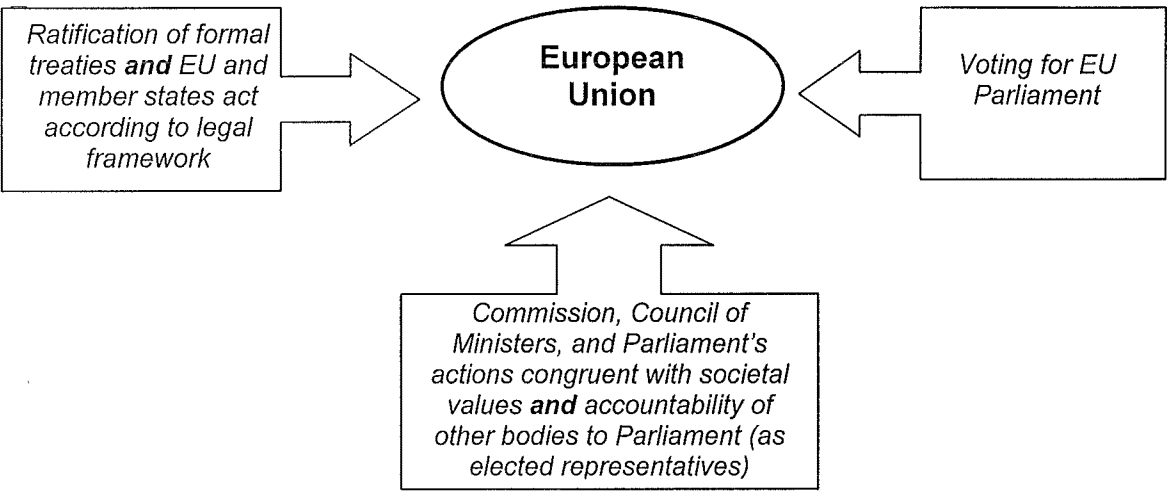 Ratification of formal
treaties and EU and
member states act
according to legal
framework
European
Union
Voting for EU
Parliament
Commission, Council of
Ministers, and Parliament's
actions congruent with societal
values and accountability of
other bodies to Parliament (as
elected representatives)